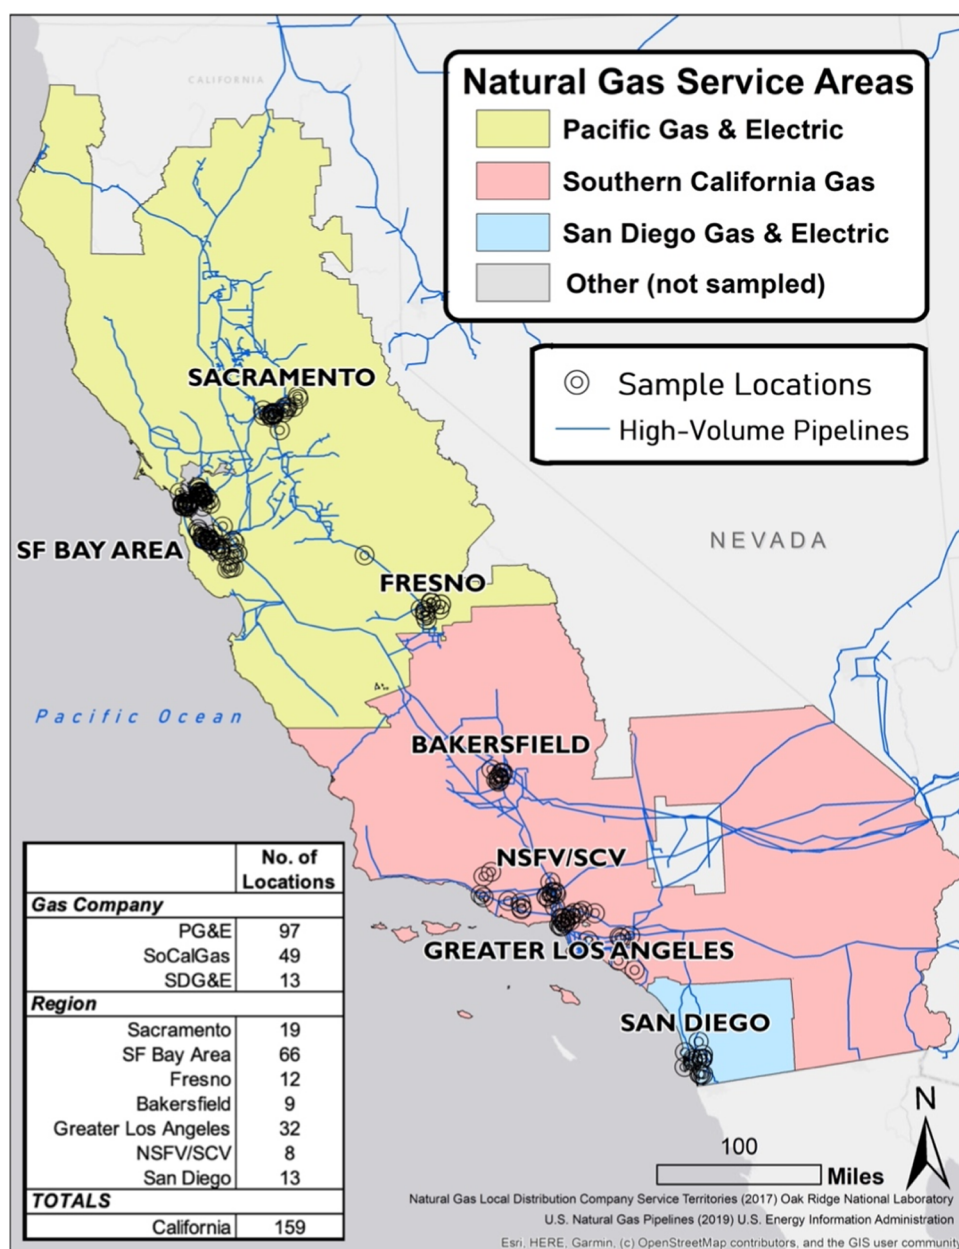 CALIFORNIA
Natural Gas Service Areas
Pacific Gas & Electric
Southern California Gas
San Diego Gas & Electric
Other (not sampled)
Sample Locations
High-Volume Pipelines
SACRAMENTO
SF BAY AREA
NEVADA
FRESNO
Pacific Ocean
BAKERSFIELD
NSFV/SCV
GREATER LOS ANGELES
SAN DIEGO
No. of
Locations
Gas Company
PG&E 97
SoCalGas 49
SDG&E 13
Region
Sacramento 19
SF Bay Area 66
Fresno 12
Bakersfield 9
Greater Los Angeles 32
NSFV/SCV 8
San Diego 13
TOTALS
California 159
N
100
Miles
Natural Gas Local Distribution Company Service Territories (2017) Oak Ridge National Laboratory
U.S. Natural Gas Pipelines (2019) U.S. Energy Information Administration
Esri, HERE, Garmin, (c) OpenStreetMap contributors, and the GIS user community